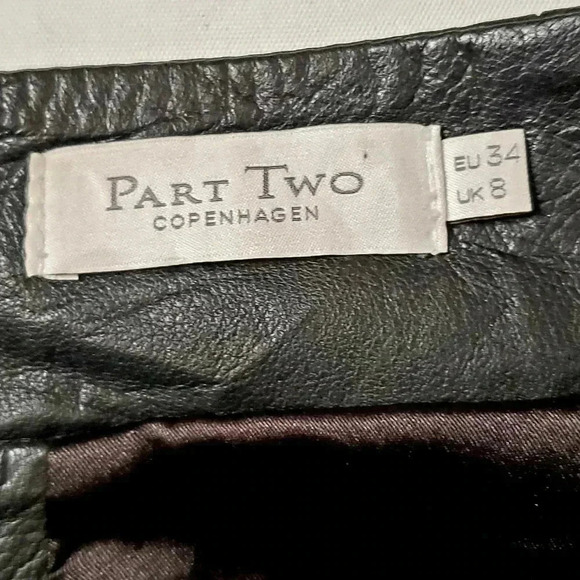 PART TWO
COPENHAGEN
EU 34
UK 8